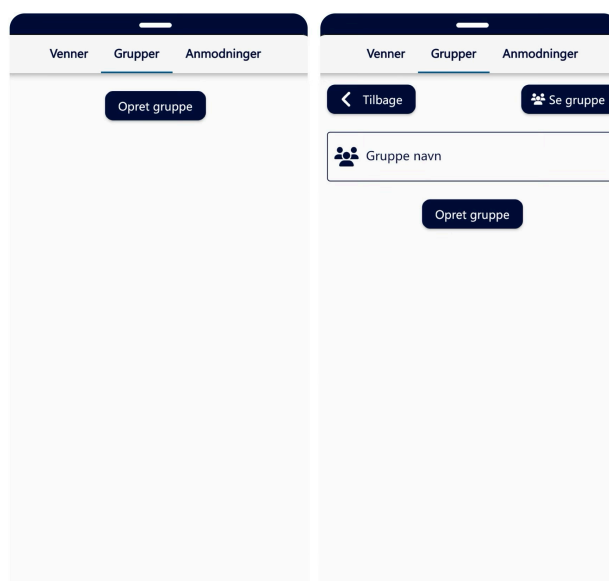 Venner Grupper Anmodninger
Opret gruppe
Venner Grupper Anmodninger
Tilbage Se gruppe
Gruppe navn
Opret gruppe